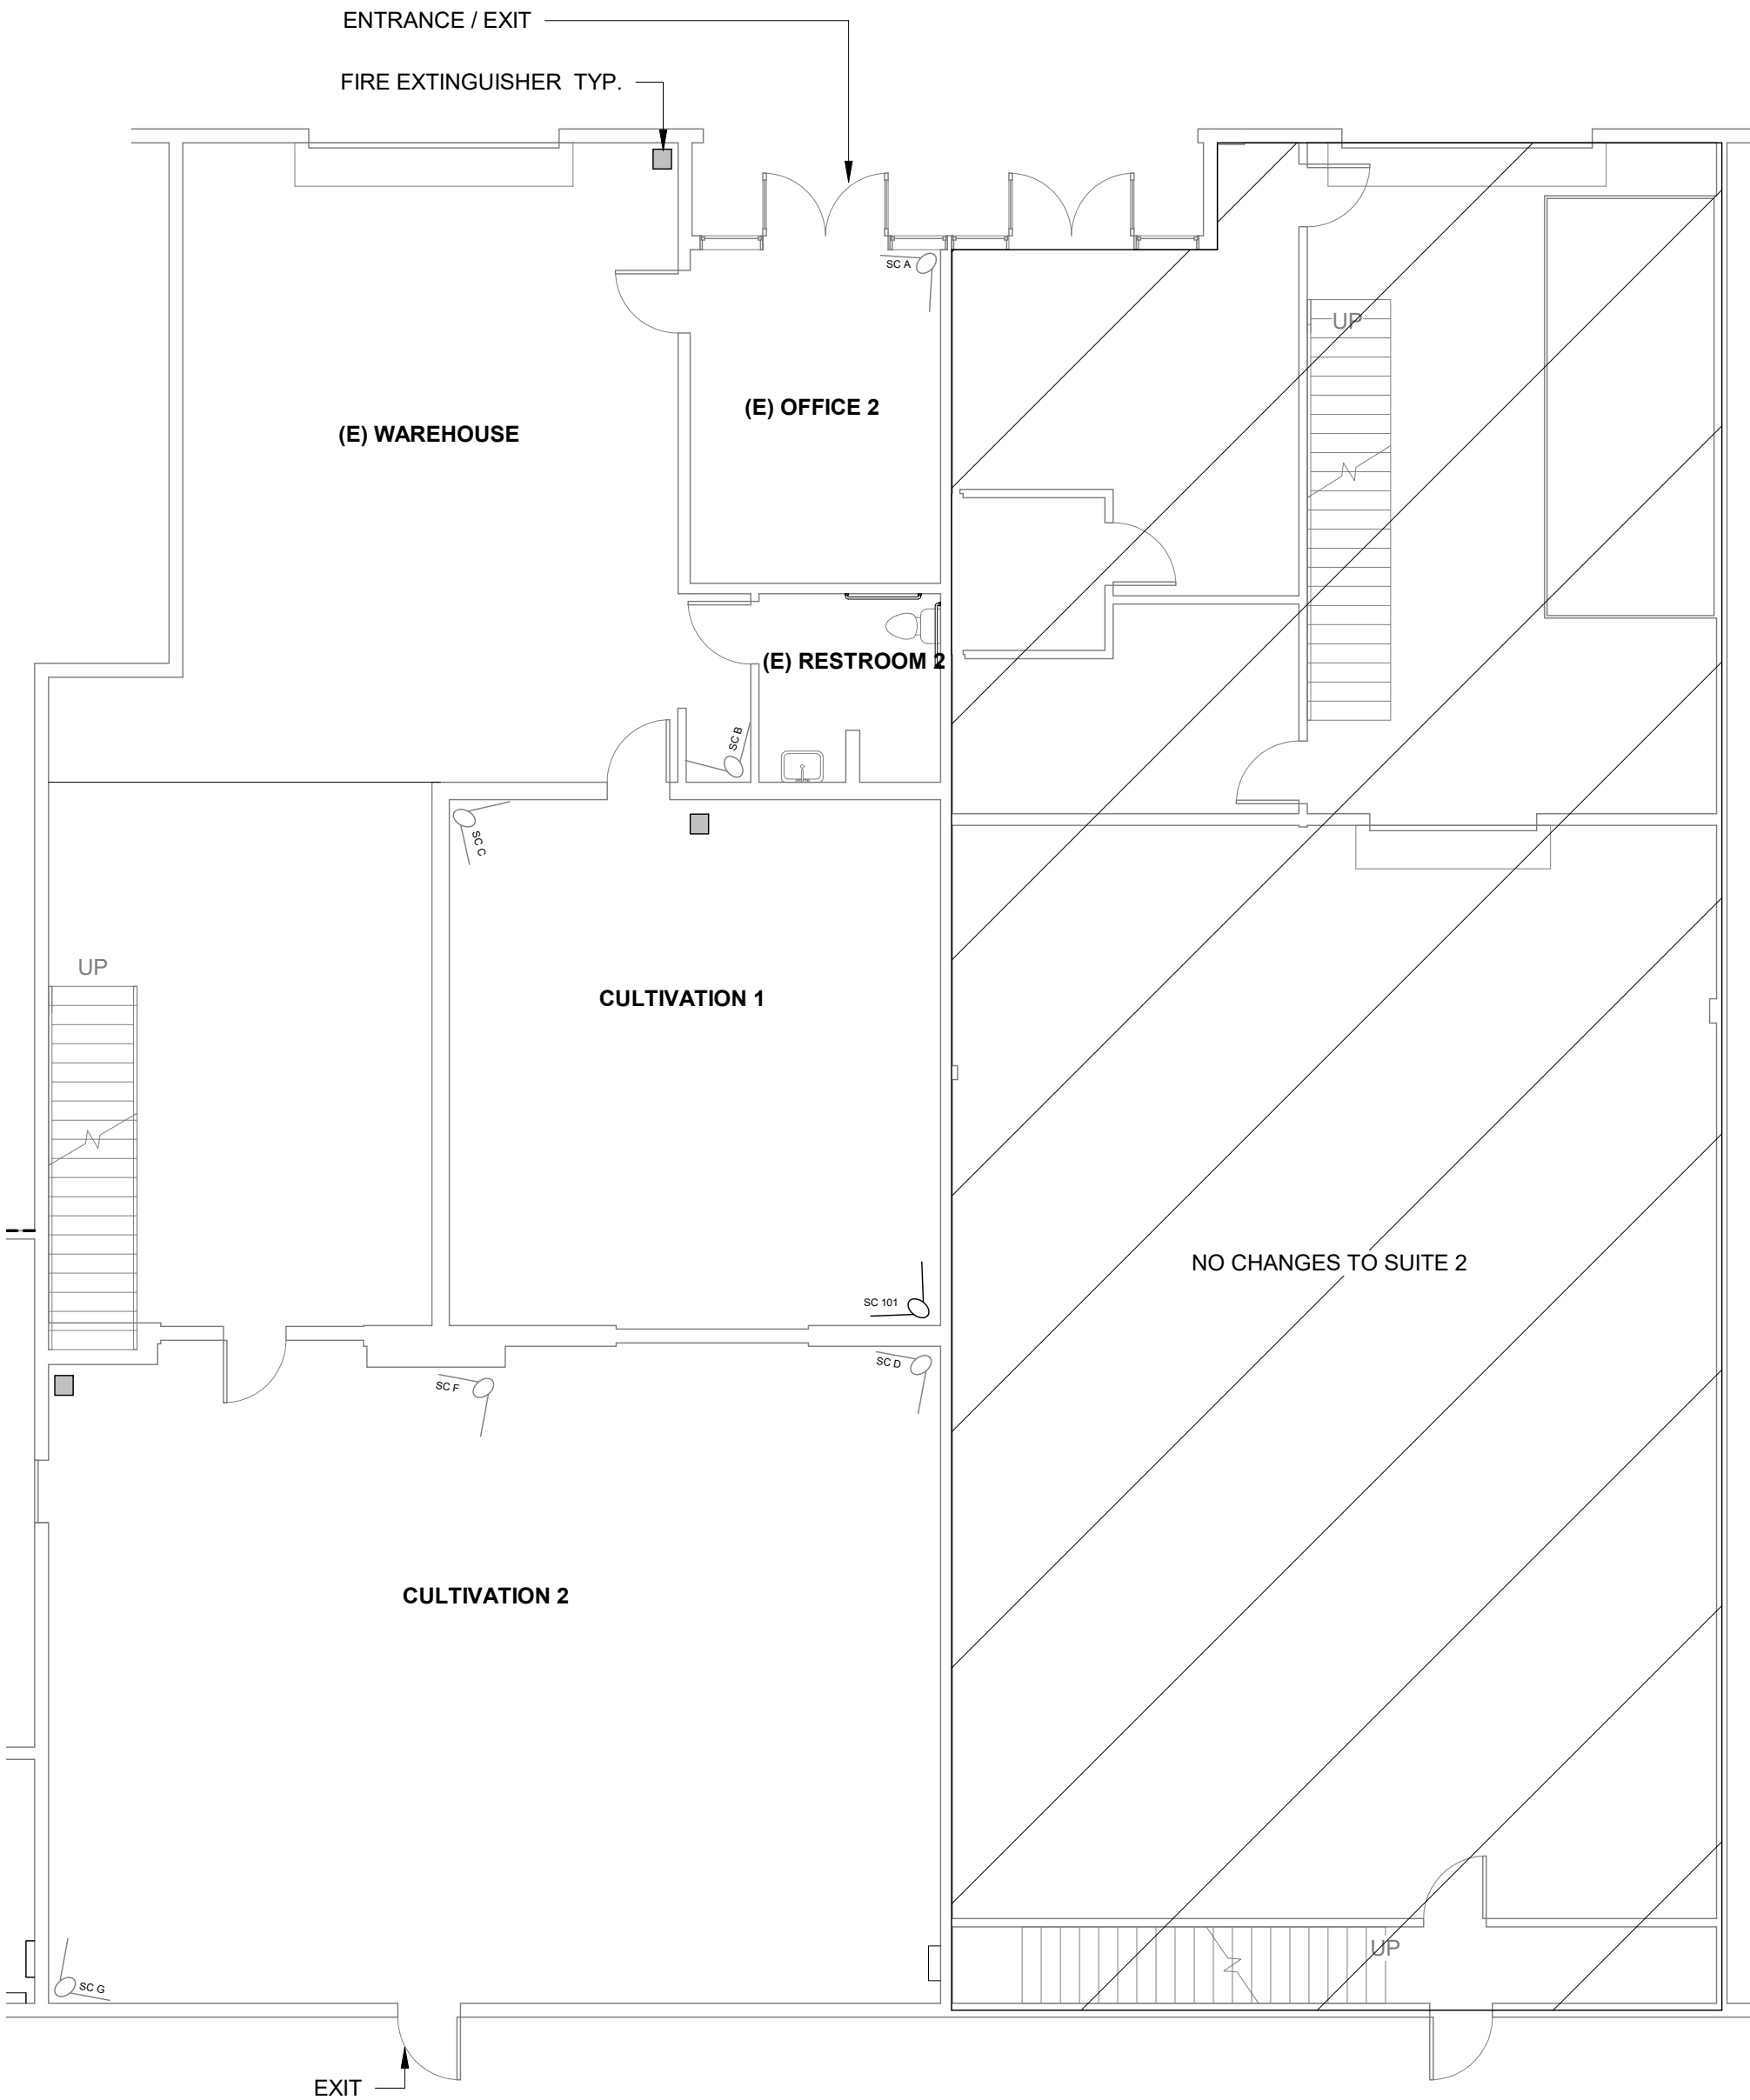 ENTRANCE / EXIT
FIRE EXTINGUISHER TYP.
SC A
UP
(E) OFFICE 2
(E) WAREHOUSE
(E) RESTROOM 2
SC B
SC C
UP
CULTIVATION 1
NO CHANGES TO SUITE 2
SC 101
SC D
SC F
CULTIVATION 2
UP
SC G
EXIT